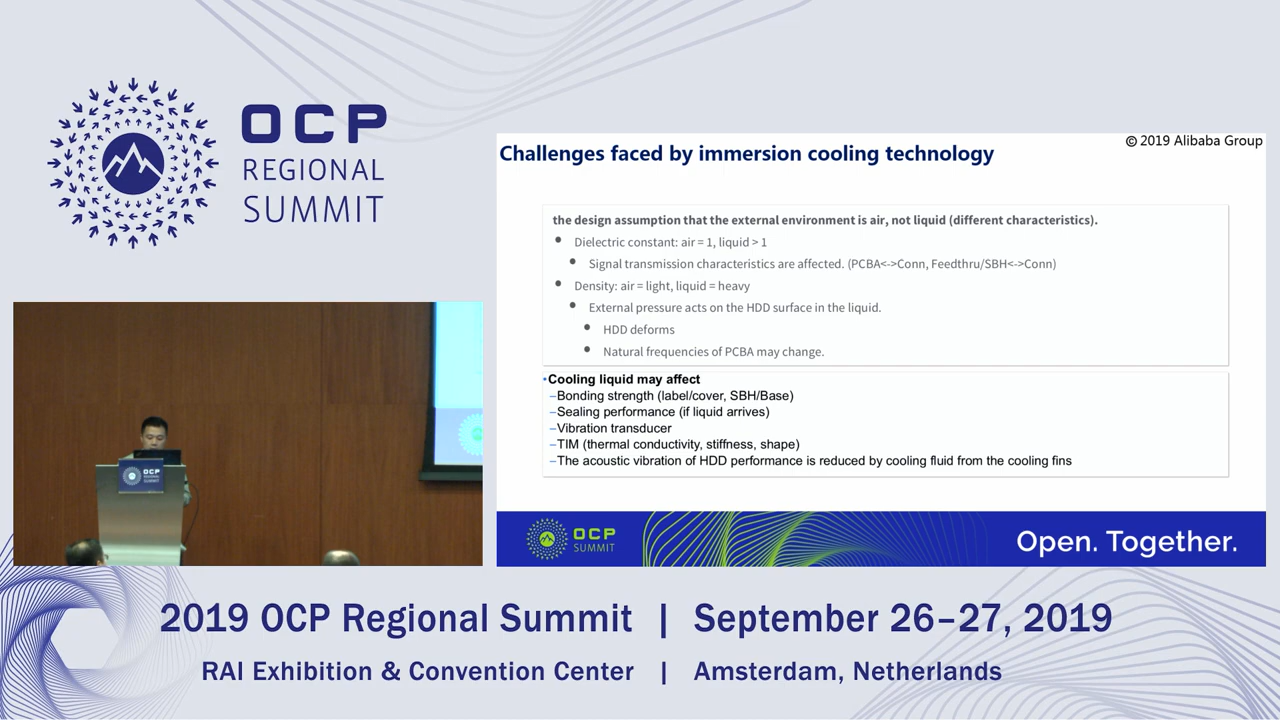 OCP
REGIONAL
SUMMIT
© 2019 Alibaba Group
Challenges faced by immersion cooling technology
the design assumption that the external environment is air, not liquid (different characteristics).
• Dielectric constant: air = 1, liquid > 1
• Signal transmission characteristics are affected. (PCBA<->Conn, Feedthru/SBH<->Conn)
• Density: air = light, liquid = heavy
• External pressure acts on the HDD surface in the liquid.
• HDD deforms
• Natural frequencies of PCBA may change.
•Cooling liquid may affect
–Bonding strength (label/cover, SBH/Base)
–Sealing performance (if liquid arrives)
–Vibration transducer
–TIM (thermal conductivity, stiffness, shape)
–The acoustic vibration of HDD performance is reduced by cooling fluid from the cooling fins
OCP
SUMMIT
Open. Together.
OCP
2019 OCP Regional Summit | September 26–27, 2019
RAI Exhibition & Convention Center | Amsterdam, Netherlands